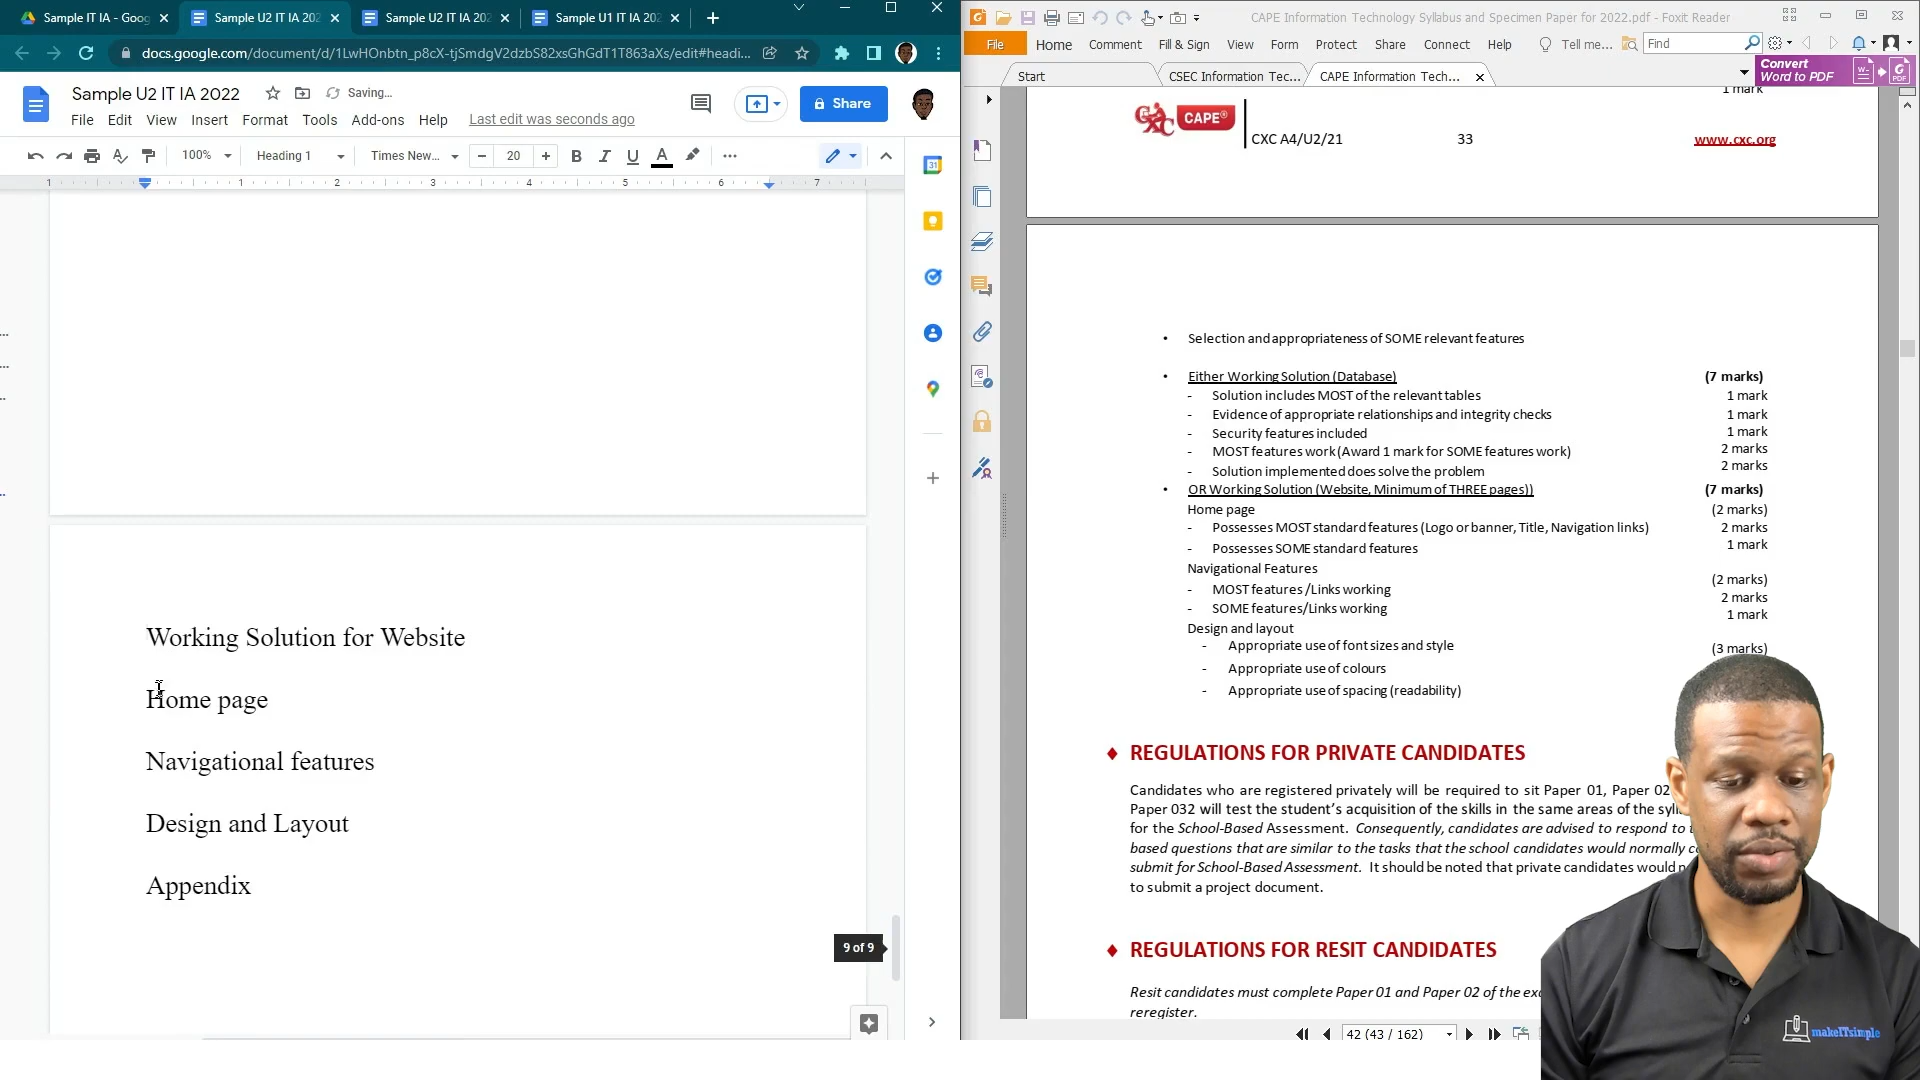 Sample IT IA - Goog
Sample U2 IT IA 202
Sample U2 IT IA 202
Sample U1 IT IA 202
docs.google.com/document/d/1LwHOnbtn_p8cX-tjSmdgV2dzbS82xsGhGdT1T863aXs/edit#headi...
Sample U2 IT IA 2022
Saving...
Share
File Edit View Insert Format Tools Add-ons Help Last edit was seconds ago
100% Heading 1 Times New... 20 B I U A
1 1 2 3 4 5 6 7
Working Solution for Website
Home page
Navigational features
Design and Layout
Appendix
9 of 9
CAPE Information Technology Syllabus and Specimen Paper for 2022.pdf - Foxit Reader
File Home Comment Fill & Sign View Form Protect Share Connect Help Tell me... Find
Start CSEC Information Tec... CAPE Information Tech...
Convert
Word to PDF
1 mark
CXC CAPE®
CXC A4/U2/21 33 www.cxc.org
• Selection and appropriateness of SOME relevant features
• Either Working Solution (Database) (7 marks)
- Solution includes MOST of the relevant tables 1 mark
- Evidence of appropriate relationships and integrity checks 1 mark
- Security features included 1 mark
- MOST features work (Award 1 mark for SOME features work) 2 marks
- Solution implemented does solve the problem 2 marks
• OR Working Solution (Website, Minimum of THREE pages)) (7 marks)
Home page (2 marks)
- Possesses MOST standard features (Logo or banner, Title, Navigation links) 2 marks
- Possesses SOME standard features 1 mark
Navigational Features (2 marks)
- MOST features /Links working 2 marks
- SOME features/Links working 1 mark
Design and layout (3 marks)
- Appropriate use of font sizes and style
- Appropriate use of colours
- Appropriate use of spacing (readability)
♦ REGULATIONS FOR PRIVATE CANDIDATES
Candidates who are registered privately will be required to sit Paper 01, Paper 02
Paper 032 will test the student's acquisition of the skills in the same areas of the
for the School-Based Assessment. Consequently, candidates are advised to respond to
based questions that are similar to the tasks that the school candidates would normally
submit for School-Based Assessment. It should be noted that private candidates would
to submit a project document.
♦ REGULATIONS FOR RESIT CANDIDATES
Resit candidates must complete Paper 01 and Paper 02 of the
reregister.
42 (43 / 162)
makeITsimple